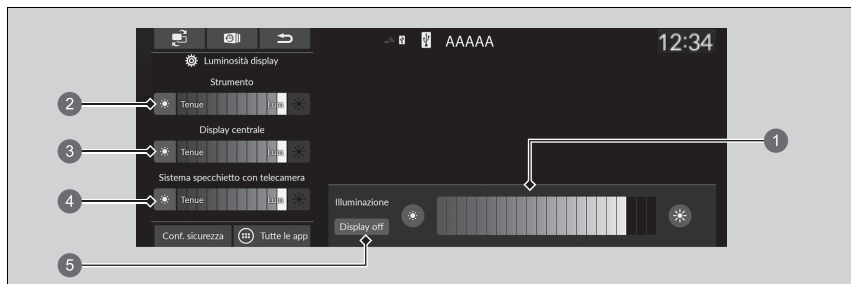 AAAAA
12:34
Luminosità display
Strumento
2
Tenue
Lum
Display centrale
3
Tenue
Lum
1
Sistema specchietto con telecamera
4
Tenue
Lum
Illuminazione
Display off
Conf. sicurezza
Tutte le app
5